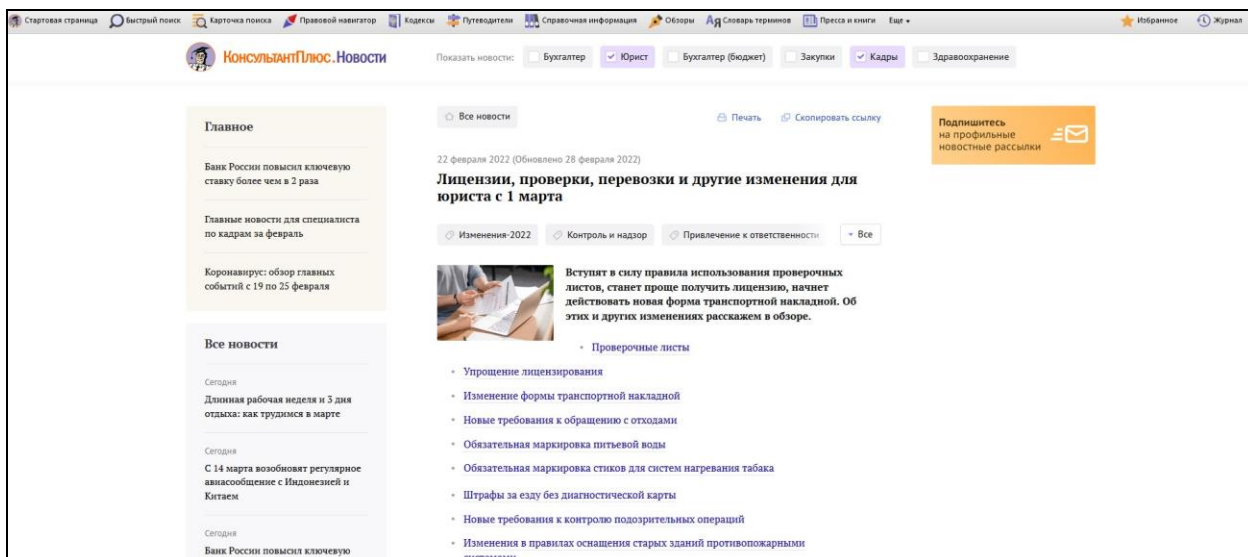 Стартовая страница Быстрый поиск Карточка поиска Правовой навигатор Кодексы Путеводители Справочная информация Обзоры Словарь терминов Пресса и книги Еще Избранное Журнал
КонсультантПлюс.Новости
Показать новости: Бухгалтер Юрист Бухгалтер (бюджет) Закупки Кадры Здравоохранение
Главное
Банк России повысил ключевую
ставку более чем в 2 раза
Главные новости для специалиста
по кадрам за февраль
Коронавирус: обзор главных
событий с 19 по 25 февраля
Все новости
Сегодня
Длинная рабочая неделя и 3 дня
отдыха: как трудимся в марте
Сегодня
С 14 марта возобновят регулярное
авиасообщение с Индонезией и
Китаем
Сегодня
Банк России повысил ключевую
Все новости Печать Скопировать ссылку
22 февраля 2022 (Обновлено 28 февраля 2022)
Лицензии, проверки, перевозки и другие изменения для
юриста с 1 марта
Изменения-2022 Контроль и надзор Привлечение к ответственности Все
Вступят в силу правила использования проверочных
листов, станет проще получить лицензию, начнет
действовать новая форма транспортной накладной. Об
этих и других изменениях расскажем в обзоре.
• Проверочные листы
• Упрощение лицензирования
• Изменение формы транспортной накладной
• Новые требования к обращению с отходами
• Обязательная маркировка питьевой воды
• Обязательная маркировка стиков для систем нагревания табака
• Штрафы за езду без диагностической карты
• Новые требования к контролю подозрительных операций
• Изменения в правилах оснащения старых зданий противопожарными
системами
Подпишитесь
на профильные
новостные рассылки